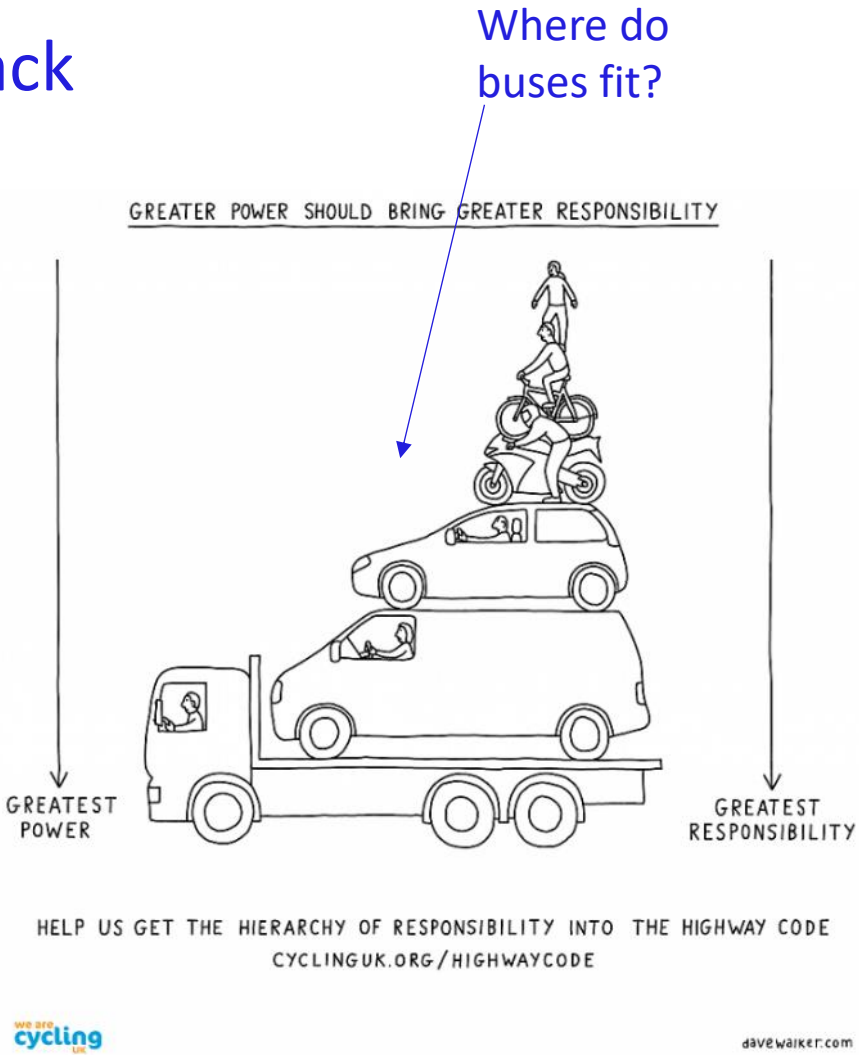 ack
Where do
buses fit?
GREATER POWER SHOULD BRING GREATER RESPONSIBILITY
GREATEST
POWER
GREATEST
RESPONSIBILITY
HELP US GET THE HIERARCHY OF RESPONSIBILITY INTO THE HIGHWAY CODE
CYCLINGUK.ORG/HIGHWAYCODE
we are
cycling
UK
davewalker.com